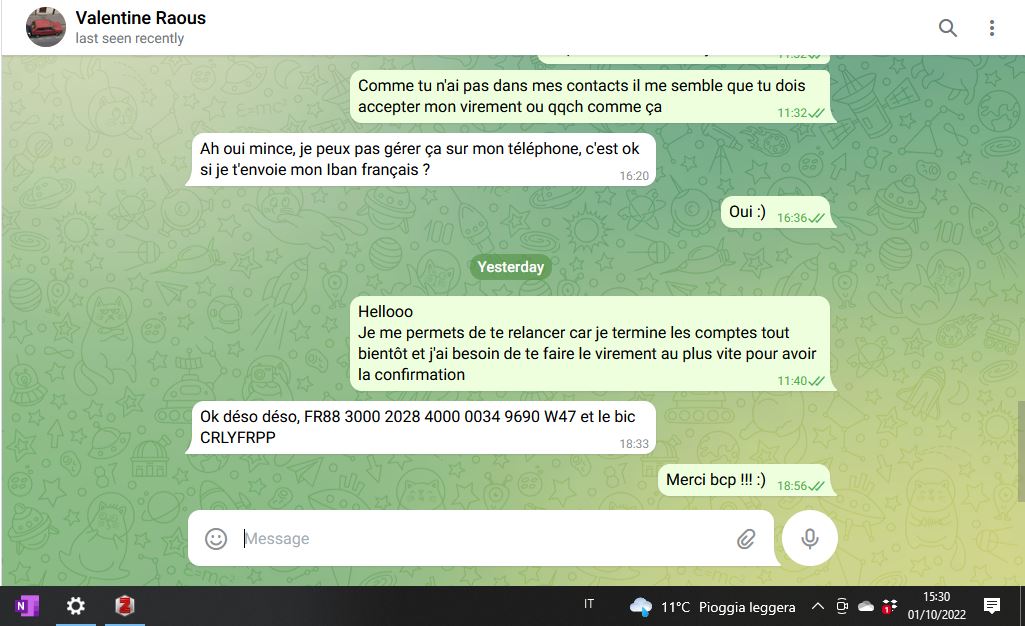 Valentine Raous
last seen recently
11:32
Comme tu n'ai pas dans mes contacts il me semble que tu dois
accepter mon virement ou qqch comme ça
11:32
Ah oui mince, je peux pas gérer ça sur mon téléphone, c'est ok
si je t'envoie mon Iban français ?
16:20
Oui :)
16:36
Yesterday
Hellooo
Je me permets de te relancer car je termine les comptes tout
bientôt et j'ai besoin de te faire le virement au plus vite pour avoir
la confirmation
11:40
Ok déso déso, FR88 3000 2028 4000 0034 9690 W47 et le bic
CRLYFRPP
18:33
Merci bcp !!! :)
18:56
Message
N
Z
IT
11°C Pioggia leggera
1
15:30
01/10/2022